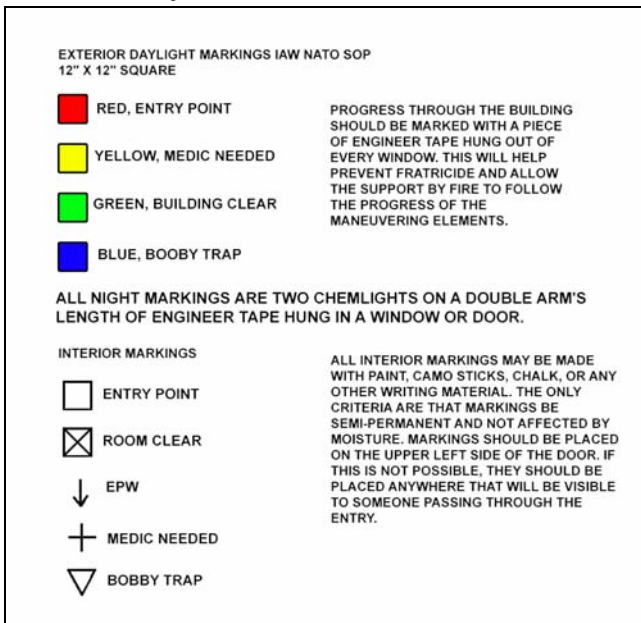 EXTERIOR DAYLIGHT MARKINGS IAW NATO SOP
12" X 12" SQUARE
RED, ENTRY POINT
YELLOW, MEDIC NEEDED
GREEN, BUILDING CLEAR
BLUE, BOOBY TRAP
PROGRESS THROUGH THE BUILDING
SHOULD BE MARKED WITH A PIECE
OF ENGINEER TAPE HUNG OUT OF
EVERY WINDOW. THIS WILL HELP
PREVENT FRATRICIDE AND ALLOW
THE SUPPORT BY FIRE TO FOLLOW
THE PROGRESS OF THE
MANEUVERING ELEMENTS.
ALL NIGHT MARKINGS ARE TWO CHEMLIGHTS ON A DOUBLE ARM'S
LENGTH OF ENGINEER TAPE HUNG IN A WINDOW OR DOOR.
INTERIOR MARKINGS
ENTRY POINT
ROOM CLEAR
EPW
MEDIC NEEDED
BOBBY TRAP
ALL INTERIOR MARKINGS MAY BE MADE
WITH PAINT, CAMO STICKS, CHALK, OR ANY
OTHER WRITING MATERIAL. THE ONLY
CRITERIA ARE THAT MARKINGS BE
SEMI-PERMANENT AND NOT AFFECTED BY
MOISTURE. MARKINGS SHOULD BE PLACED
ON THE UPPER LEFT SIDE OF THE DOOR. IF
THIS IS NOT POSSIBLE, THEY SHOULD BE
PLACED ANYWHERE THAT WILL BE VISIBLE
TO SOMEONE PASSING THROUGH THE
ENTRY.